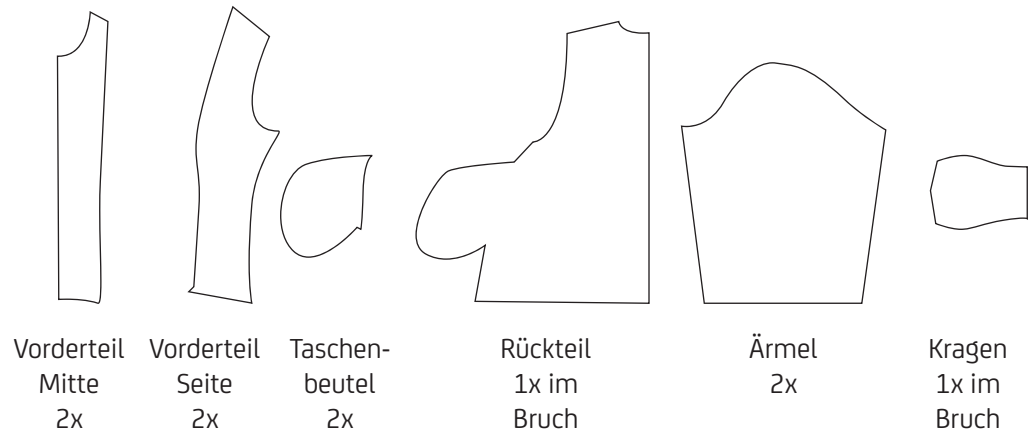 Vorderteil
Mitte
2x
Vorderteil
Seite
2x
Taschen-
beutel
2x
Rückteil
1x im
Bruch
Ärmel
2x
Kragen
1x im
Bruch